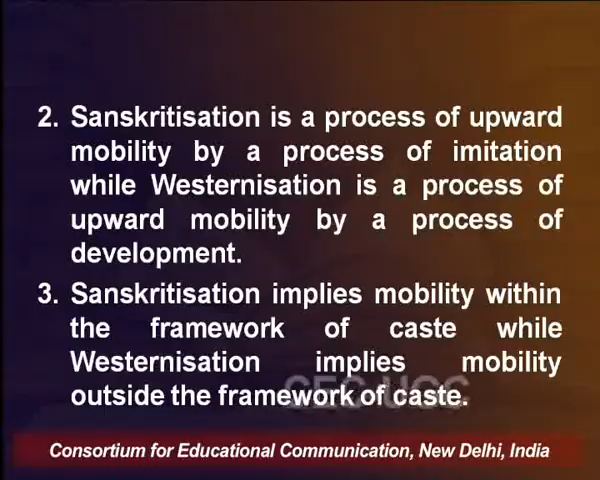 2. Sanskritisation is a process of upward
mobility by a process of imitation
while Westernisation is a process of
upward mobility by a process of
development.
3. Sanskritisation implies mobility within
the framework of caste while
Westernisation implies mobility
outside the framework of caste.
CEC-UGC
Consortium for Educational Communication, New Delhi, India